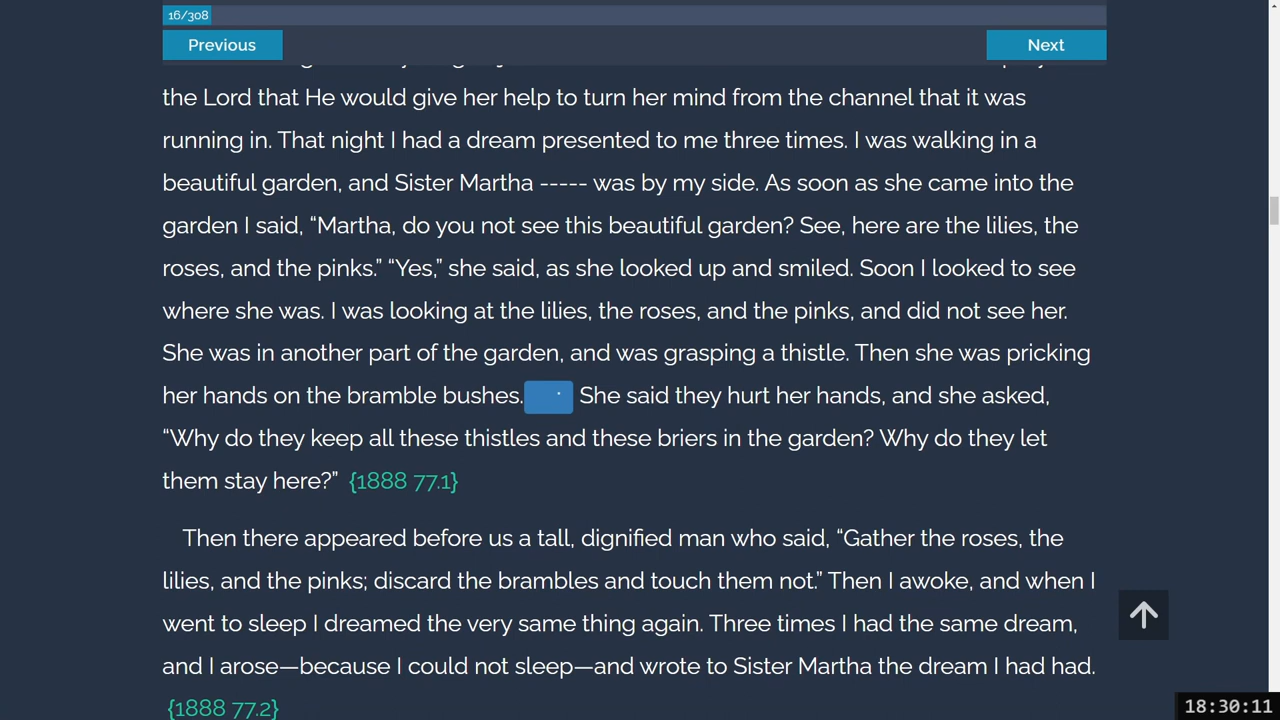 16/308
Previous
Next
the Lord that He would give her help to turn her mind from the channel that it was
running in. That night I had a dream presented to me three times. I was walking in a
beautiful garden, and Sister Martha ----- was by my side. As soon as she came into the
garden I said, “Martha, do you not see this beautiful garden? See, here are the lilies, the
roses, and the pinks.” “Yes,” she said, as she looked up and smiled. Soon I looked to see
where she was. I was looking at the lilies, the roses, and the pinks, and did not see her.
She was in another part of the garden, and was grasping a thistle. Then she was pricking
her hands on the bramble bushes. She said they hurt her hands, and she asked,
“Why do they keep all these thistles and these briers in the garden? Why do they let
them stay here?” {1888 77.1}
Then there appeared before us a tall, dignified man who said, “Gather the roses, the
lilies, and the pinks; discard the brambles and touch them not.” Then I awoke, and when I
went to sleep I dreamed the very same thing again. Three times I had the same dream,
and I arose—because I could not sleep—and wrote to Sister Martha the dream I had had.
{1888 77.2}
18:30:11